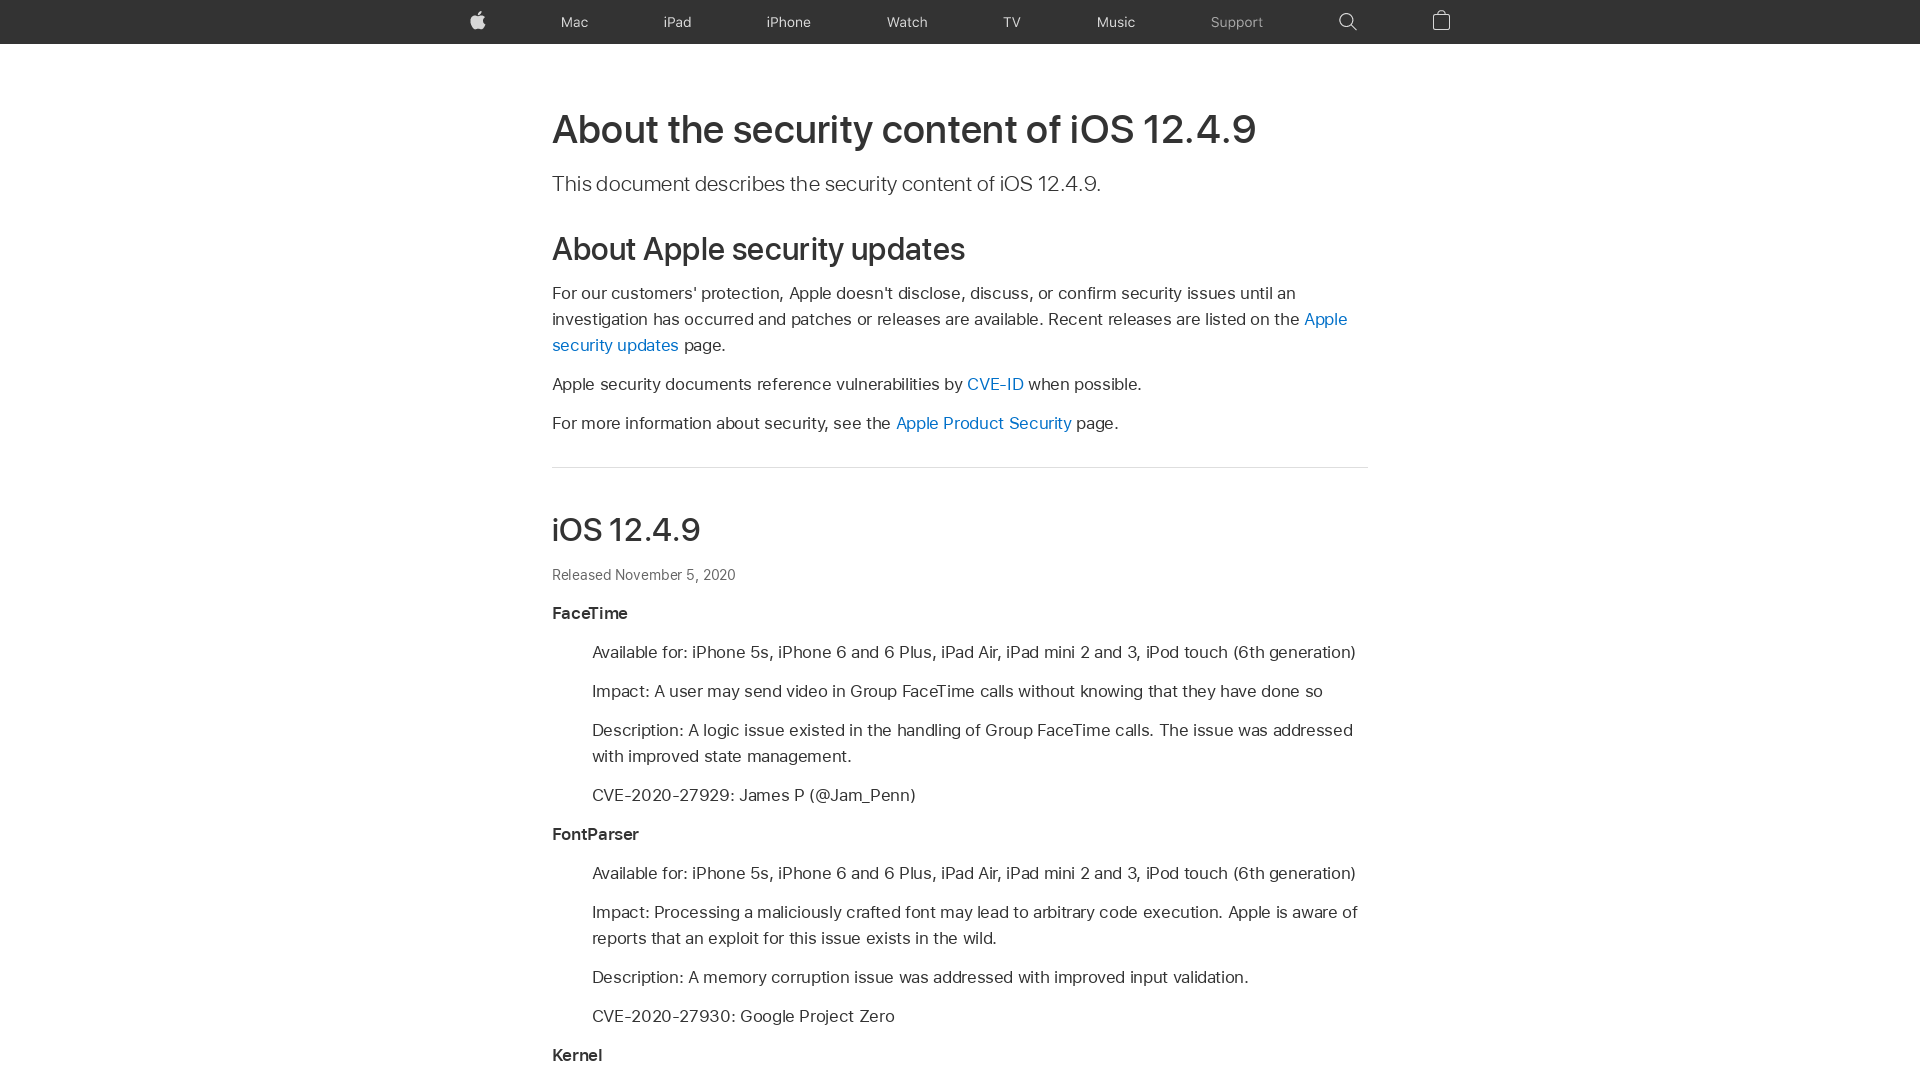 Mac
iPad
iPhone
Watch
TV
Music
Support
About the security content of iOS 12.4.9
This document describes the security content of iOS 12.4.9.
About Apple security updates
For our customers' protection, Apple doesn't disclose, discuss, or confirm security issues until an
investigation has occurred and patches or releases are available. Recent releases are listed on the Apple
security updates page.
Apple security documents reference vulnerabilities by CVE-ID when possible.
For more information about security, see the Apple Product Security page.
iOS 12.4.9
Released November 5, 2020
FaceTime
Available for: iPhone 5s, iPhone 6 and 6 Plus, iPad Air, iPad mini 2 and 3, iPod touch (6th generation)
Impact: A user may send video in Group FaceTime calls without knowing that they have done so
Description: A logic issue existed in the handling of Group FaceTime calls. The issue was addressed
with improved state management.
CVE-2020-27929: James P (@Jam_Penn)
FontParser
Available for: iPhone 5s, iPhone 6 and 6 Plus, iPad Air, iPad mini 2 and 3, iPod touch (6th generation)
Impact: Processing a maliciously crafted font may lead to arbitrary code execution. Apple is aware of
reports that an exploit for this issue exists in the wild.
Description: A memory corruption issue was addressed with improved input validation.
CVE-2020-27930: Google Project Zero
Kernel